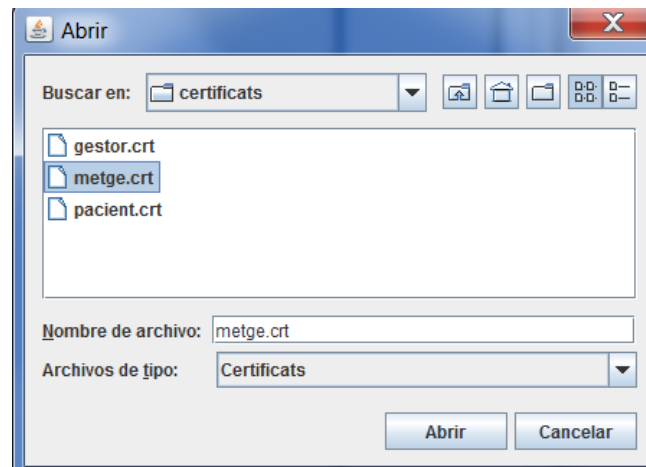 Abrir
Buscar en: certificats
gestor.crt
metge.crt
pacient.crt
Nombre de archivo: metge.crt
Archivos de tipo: Certificats
Abrir Cancelar